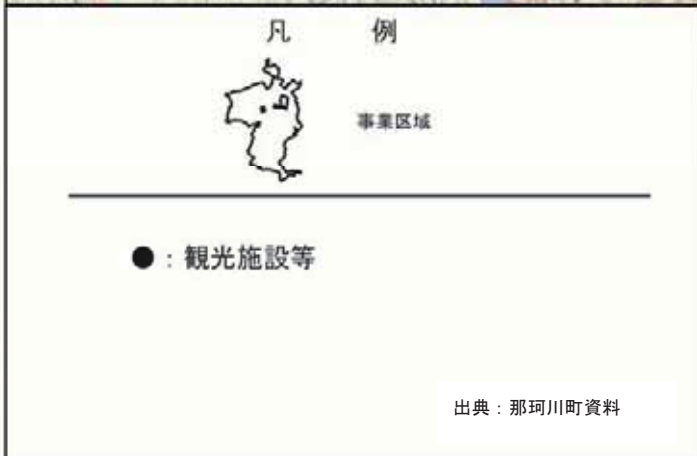 凡　例
事業区域
●：観光施設等
出典：那珂川町資料